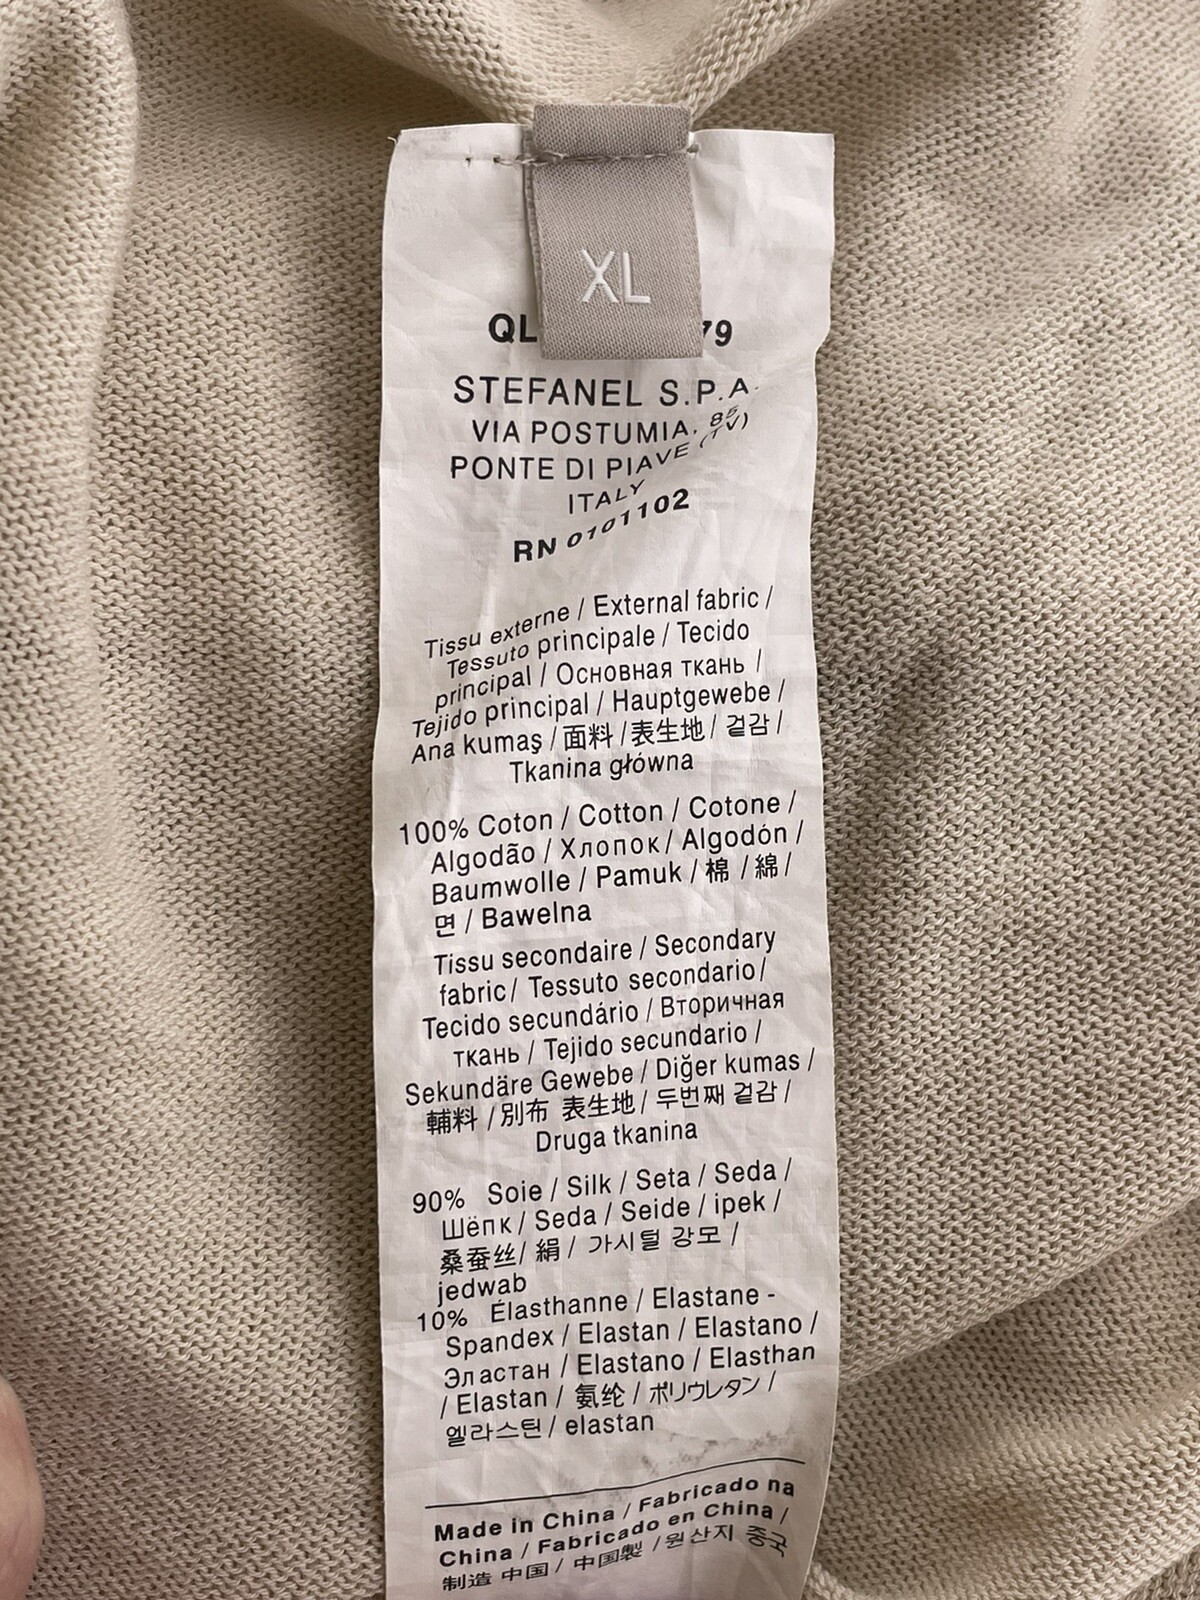 XL
QL 79
STEFANEL S.P.A.
VIA POSTUMIA, 85
PONTE DI PIAVE (TV)
ITALY
RN 0101102
Tissu externe / External fabric /
Tessuto principale / Tecido
principal / Основная ткань /
Tejido principal / Hauptgewebe /
Ana kumaş / 面料 / 表生地 / 겉감 /
Tkanina główna
100% Coton / Cotton / Cotone /
Algodão / Хлопок / Algodón /
Baumwolle / Pamuk / 棉 / 綿 /
면 / Bawelna
Tissu secondaire / Secondary
fabric / Tessuto secondario /
Tecido secundário / Вторичная
ткань / Tejido secundario /
Sekundäre Gewebe / Diğer kumas /
輔料 / 別布 表生地 / 두번째 겉감 /
Druga tkanina
90% Soie / Silk / Seta / Seda /
Шёлк / Seda / Seide / ipek /
桑蚕丝 / 絹 / 가시털 강모 /
jedwab
10% Élasthanne / Elastane -
Spandex / Elastan / Elastano /
Эластан / Elastano / Elasthan
/ Elastan / 氨纶 / ポリウレタン /
엘라스틴 / elastan
Made in China / Fabricado na
China / Fabricado en China /
制造 中国 / 中国製 / 원산지 중국